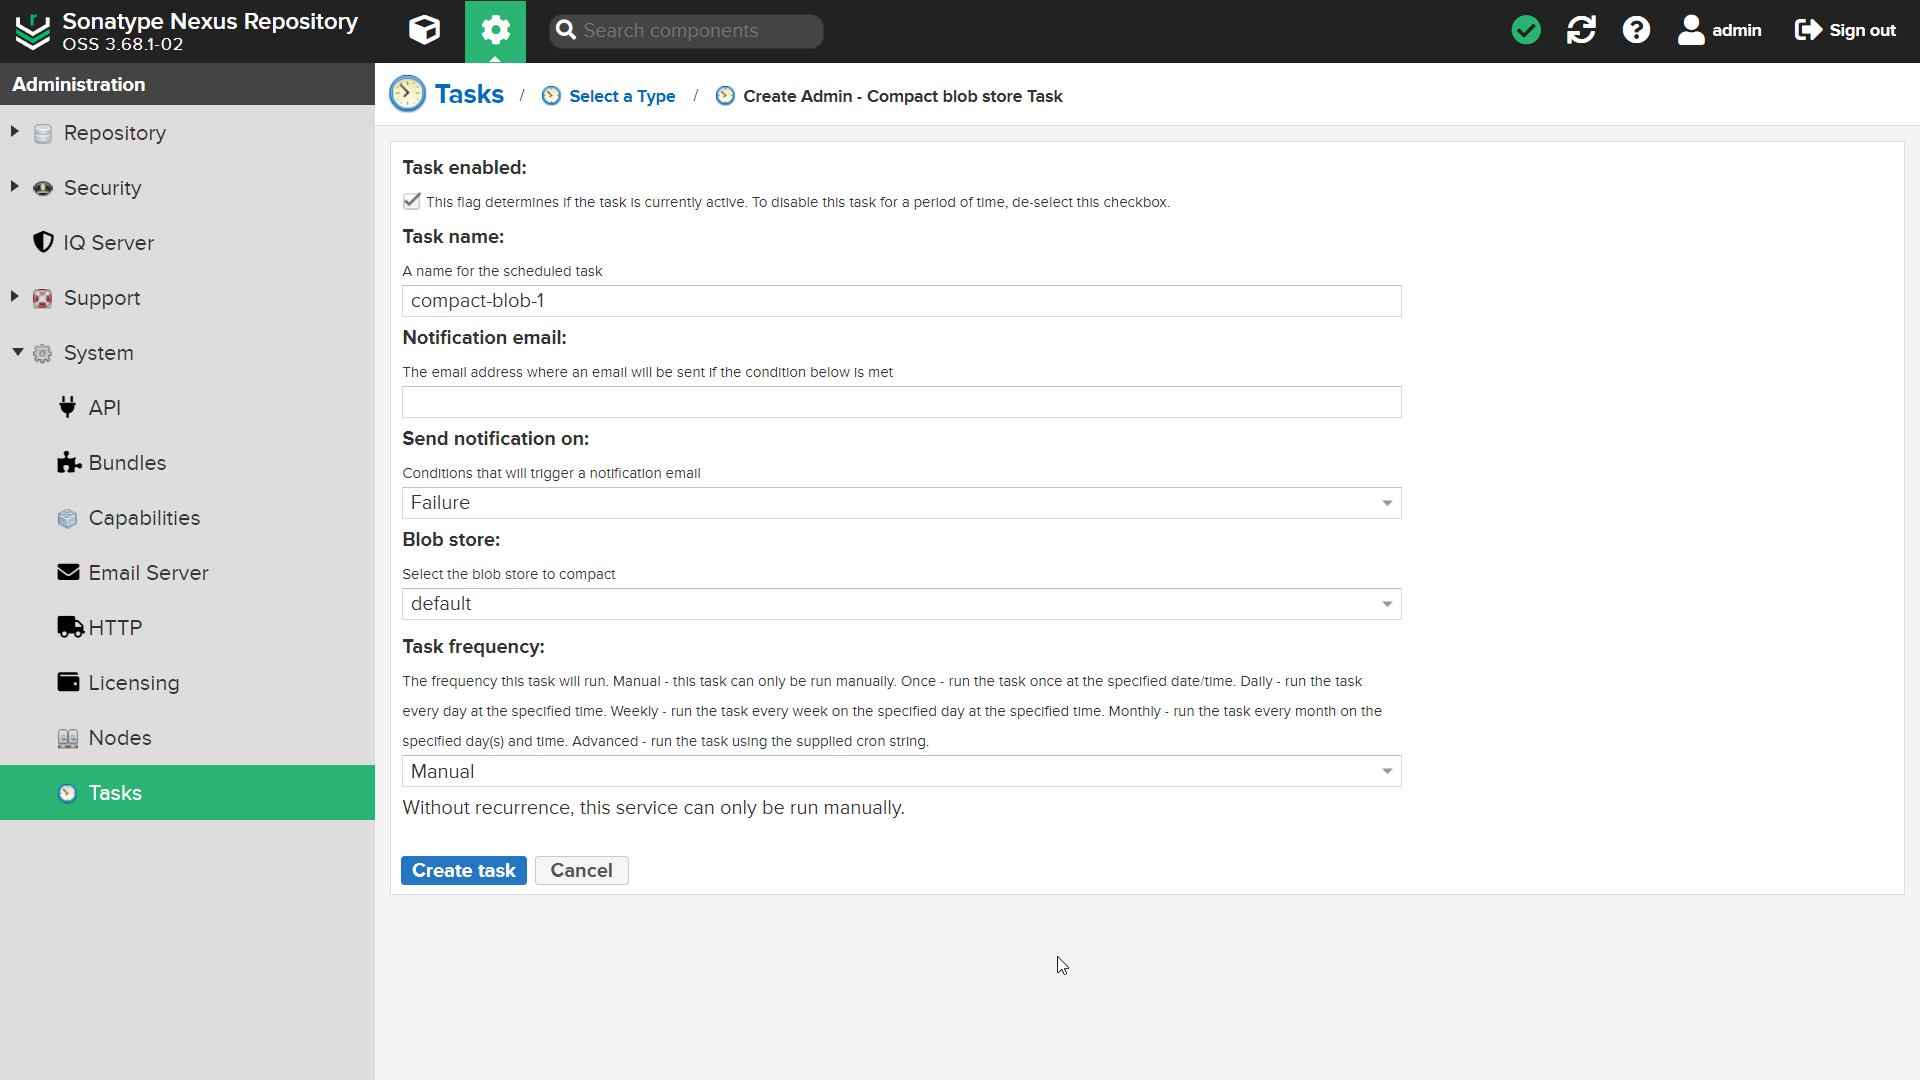 Sonatype Nexus Repository
OSS 3.68.1-02
Search components
admin
Sign out
Administration
Repository
Security
IQ Server
Support
System
API
Bundles
Capabilities
Email Server
HTTP
Licensing
Nodes
Tasks
Tasks / Select a Type / Create Admin - Compact blob store Task
Task enabled:
This flag determines if the task is currently active. To disable this task for a period of time, de-select this checkbox.
Task name:
A name for the scheduled task
compact-blob-1
Notification email:
The email address where an email will be sent if the condition below is met
Send notification on:
Conditions that will trigger a notification email
Failure
Blob store:
Select the blob store to compact
default
Task frequency:
The frequency this task will run. Manual - this task can only be run manually. Once - run the task once at the specified date/time. Daily - run the task
every day at the specified time. Weekly - run the task every week on the specified day at the specified time. Monthly - run the task every month on the
specified day(s) and time. Advanced - run the task using the supplied cron string.
Manual
Without recurrence, this service can only be run manually.
Create task
Cancel